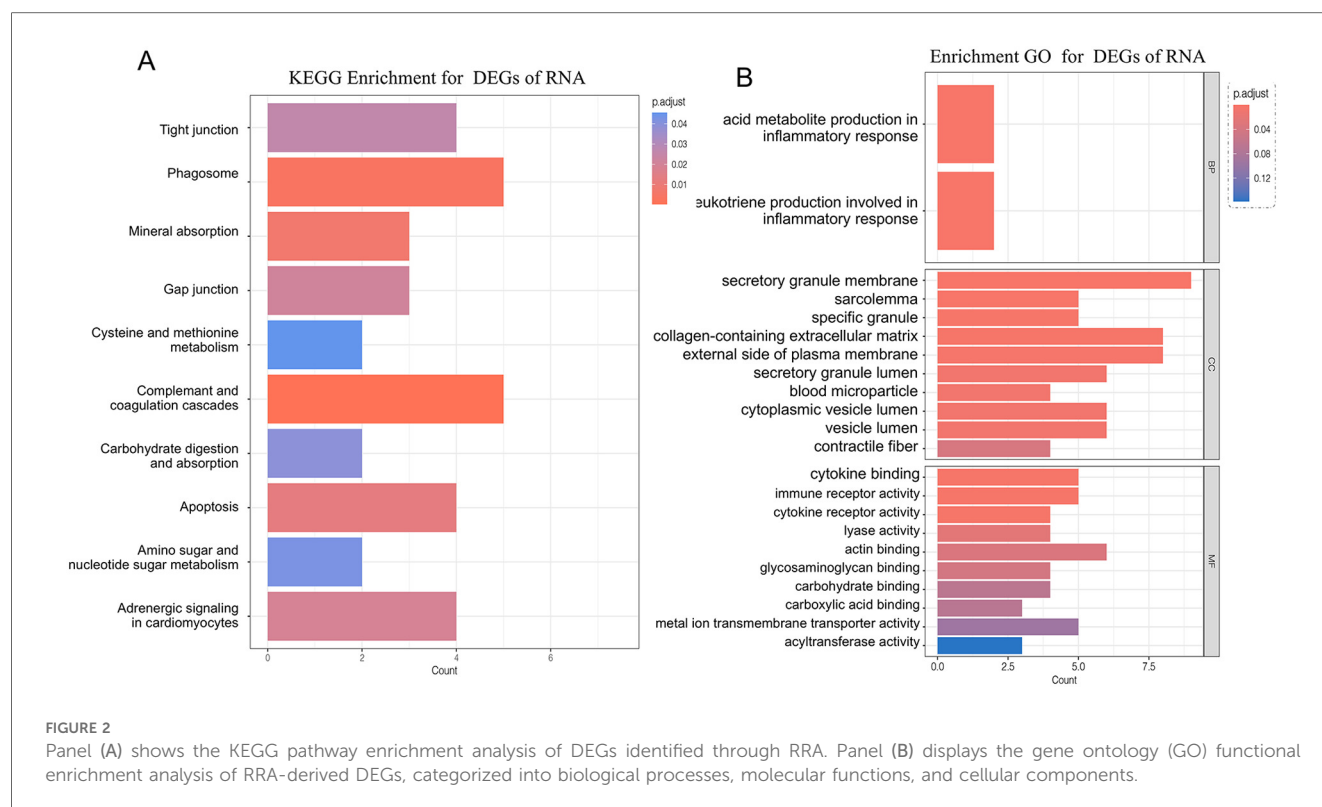 A
KEGG Enrichment for DEGs of RNA
Tight junction
Phagosome
Mineral absorption
Gap junction
Cysteine and methionine
metabolism
Complemant and
coagulation cascades
Carbohydrate digestion
and absorption
Apoptosis
Amino sugar and
nucleotide sugar metabolism
Adrenergic signaling
in cardiomyocytes
0 2 4 6
Count
p.adjust
0.04
0.03
0.02
0.01
B
Enrichment GO for DEGs of RNA
acid metabolite production in
inflammatory response
eukotriene production involved in
inflammatory response
BP
secretory granule membrane
sarcolemma
specific granule
collagen-containing extracellular matrix
external side of plasma membrane
secretory granule lumen
blood microparticle
cytoplasmic vesicle lumen
vesicle lumen
contractile fiber
CC
cytokine binding
immune receptor activity
cytokine receptor activity
lyase activity
actin binding
glycosaminoglycan binding
carbohydrate binding
carboxylic acid binding
metal ion transmembrane transporter activity
acyltransferase activity
MF
0.0 2.5 5.0 7.5
Count
p.adjust
0.04
0.08
0.12
FIGURE 2
Panel (A) shows the KEGG pathway enrichment analysis of DEGs identified through RRA. Panel (B) displays the gene ontology (GO) functional
enrichment analysis of RRA-derived DEGs, categorized into biological processes, molecular functions, and cellular components.